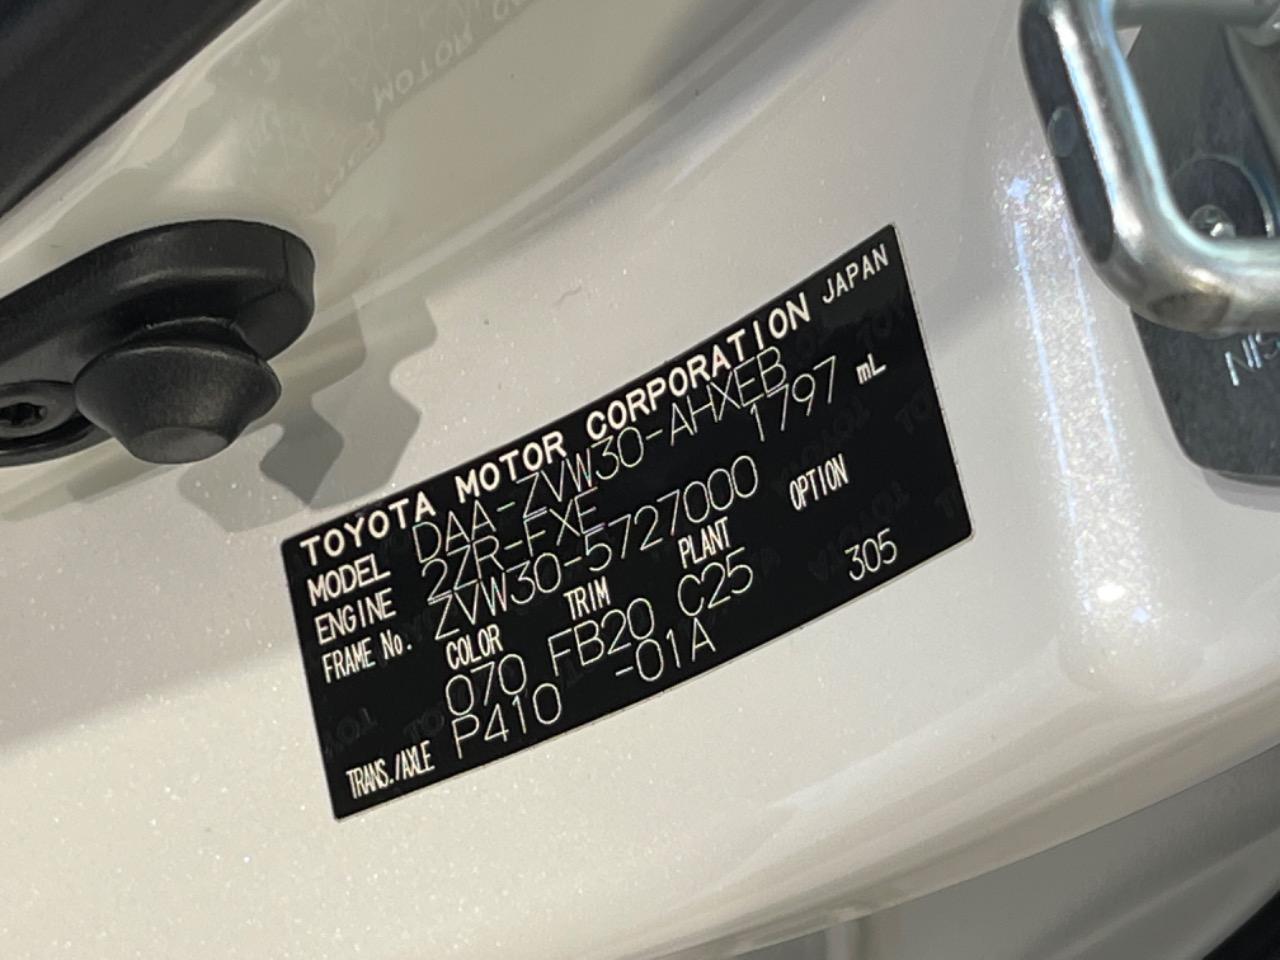 TOYOTA MOTOR CORPORATION JAPAN
MODEL DAA-ZVW30-AHXEB
ENGINE 2ZR-FXE 1797 mL
FRAME No. ZVW30-5727000
COLOR TRIM PLANT OPTION
070 FB20 C25 305
TRANS./AXLE P410 -01A